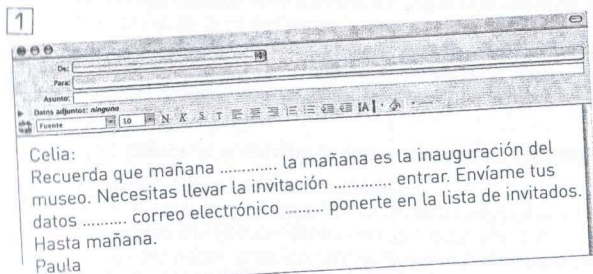 1
De:
Para:
Asunto:
Datos adjuntos: ninguno
Fuente 10 N K S T A
Celia:
Recuerda que mañana ............ la mañana es la inauguración del
museo. Necesitas llevar la invitación ............ entrar. Envíame tus
datos .......... correo electrónico ......... ponerte en la lista de invitados.
Hasta mañana.
Paula